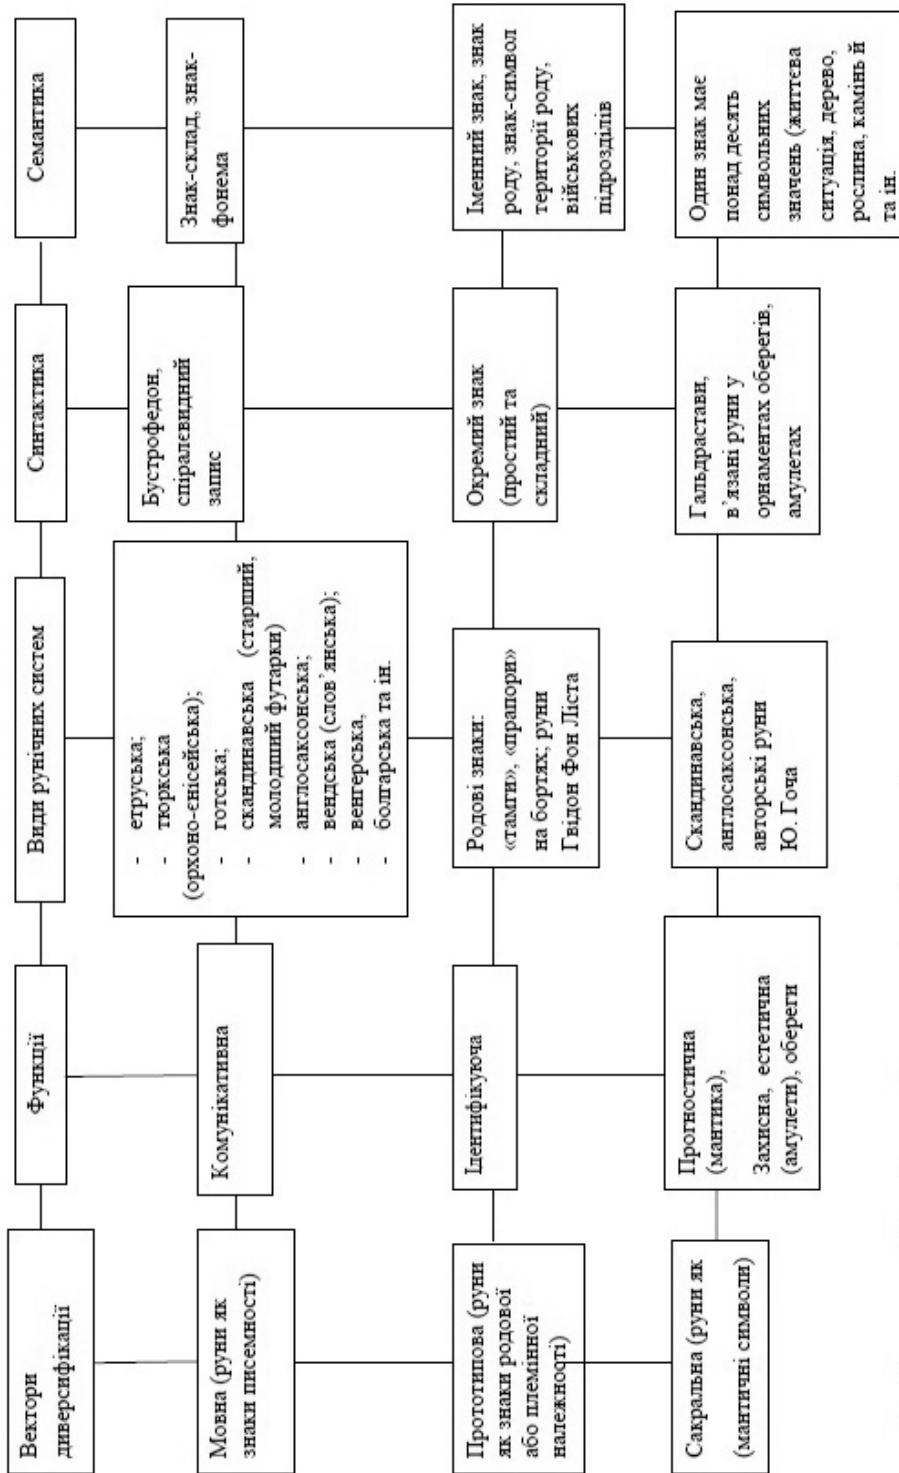 Вектори
диверсифікації
Функції
Види рунічних систем
Синтактика
Семантика
Мовна (руни як
знаки писемності)
Комунікативна
- етруська;
- тюркська
(орхоно-єнісейська);
- готська;
- скандинавська (старший,
молодший футарки)
- англосаксонська;
- вендська (слов’янська);
- венгерська,
- болгарська та ін.
Бустрофедон,
спіралєвидний
запис
Знак-склад, знак-
фонема
Прототипова (руни
як знаки родової
або племінної
належності)
Ідентифікуюча
Родові знаки:
«тамги», «прапори»
на бортях; руни
Гвідон Фон Ліста
Окремий знак
(простий та
складний)
Іменний знак, знак
роду, знак-символ
території роду,
військових
підрозділів
Сакральна (руни як
(мантичні символи)
Прогностична
(мантика),
Захисна, естетична
(амулети), обереги
Скандинавська,
англосаксонська,
авторські руни
Ю. Гоча
Гальдрастави,
в’язані руни у
орнаментах оберегів,
амулетах
Один знак має
понад десять
символьних
значень (життєва
ситуація, дерево,
рослина, камінь й
та ін.